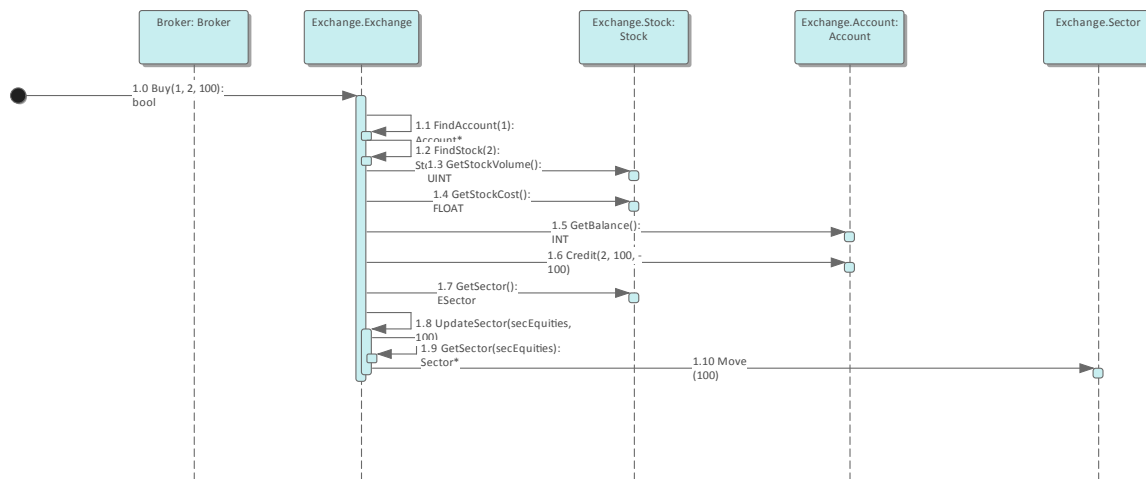 Broker: Broker
Exchange.Exchange
Exchange.Stock:
Stock
Exchange.Account:
Account
Exchange.Sector
1.0 Buy(1, 2, 100):
bool
1.1 FindAccount(1):
Account*
1.2 FindStock(2):
1.3 GetStockVolume():
UINT
1.4 GetStockCost():
FLOAT
1.5 GetBalance():
INT
1.6 Credit(2, 100, -
100)
1.7 GetSector():
ESector
1.8 UpdateSector(secEquities,
100)
1.9 GetSector(secEquities):
Sector*
1.10 Move
(100)